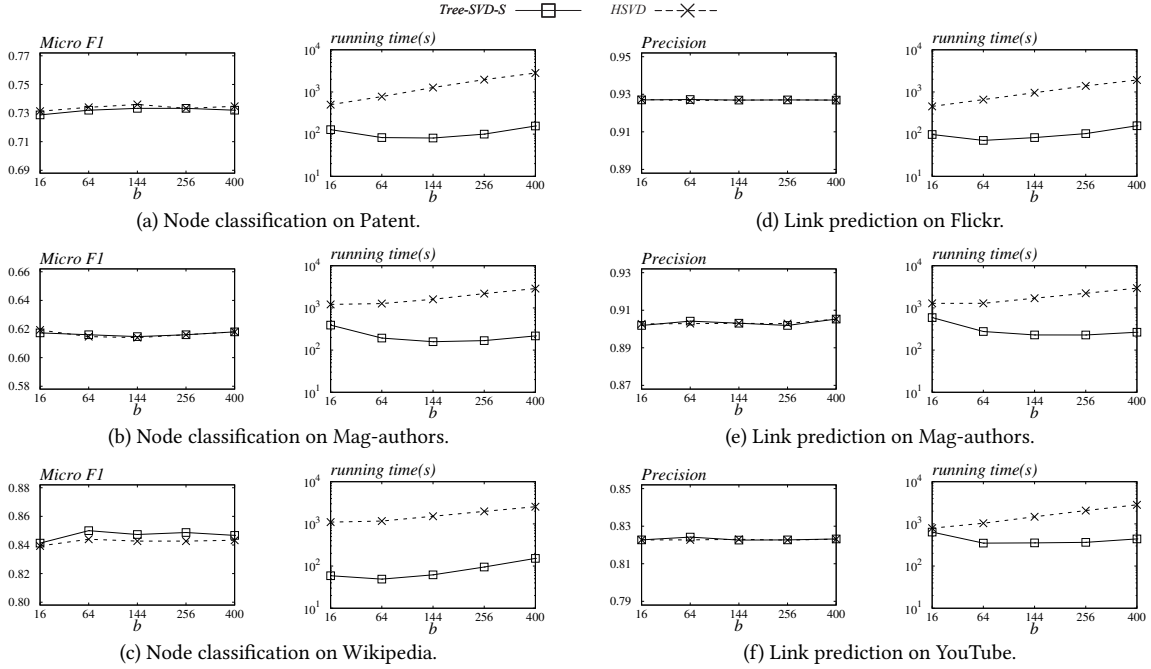 Tree-SVD-S HSVD
Micro F1 running time(s) Precision running time(s)
0.77 10^4 0.95 10^4
0.75 10^3 0.93 10^3
0.73 10^2 0.91 10^2
0.71 10^1 0.89 10^1
0.69
16 64 144 256 400 16 64 144 256 400 16 64 144 256 400 16 64 144 256 400
b b b b
(a) Node classification on Patent. (d) Link prediction on Flickr.
Micro F1 running time(s) Precision running time(s)
0.66 10^4 0.93 10^4
0.64 10^3 0.91 10^3
0.62 10^2 0.89 10^2
0.60 10^1 0.87 10^1
0.58
16 64 144 256 400 16 64 144 256 400 16 64 144 256 400 16 64 144 256 400
b b b b
(b) Node classification on Mag-authors. (e) Link prediction on Mag-authors.
Micro F1 running time(s) Precision running time(s)
0.88 10^4 0.85 10^4
0.86 10^3 0.83 10^3
0.84 10^2 0.81 10^2
0.82 10^1 0.79 10^1
0.80
16 64 144 256 400 16 64 144 256 400 16 64 144 256 400 16 64 144 256 400
b b b b
(c) Node classification on Wikipedia. (f) Link prediction on YouTube.